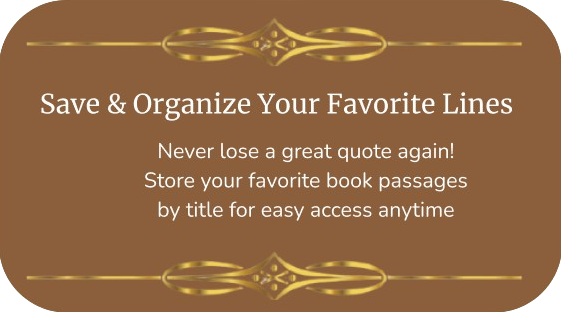 Save & Organize Your Favorite Lines
Never lose a great quote again!
Store your favorite book passages
by title for easy access anytime